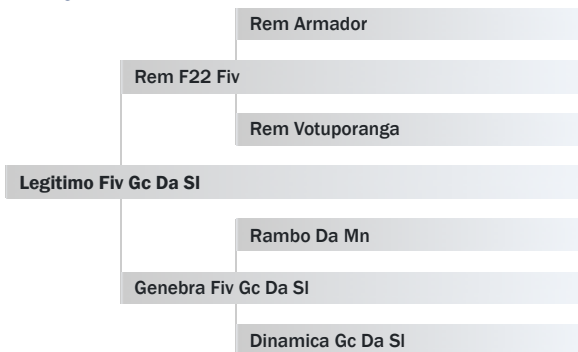 Rem Armador
Rem F22 Fiv
Rem Votuporanga
Legitimo Fiv Gc Da Sl
Rambo Da Mn
Genebra Fiv Gc Da Sl
Dinamica Gc Da Sl